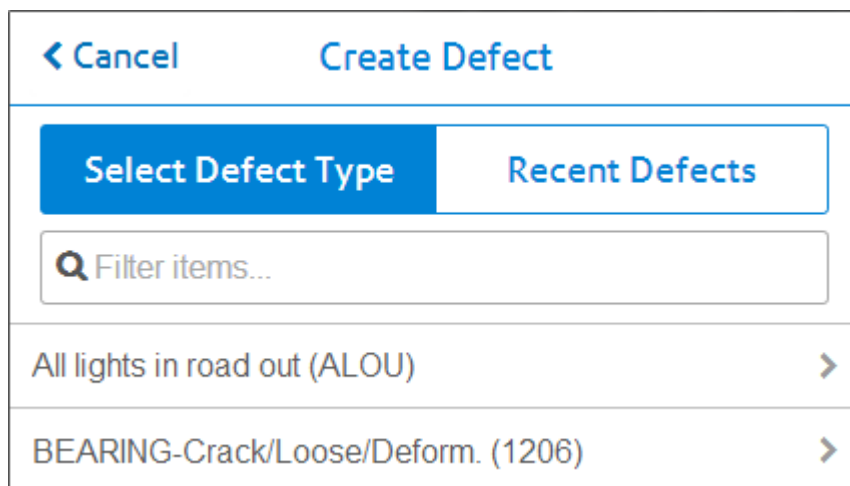 Cancel Create Defect
Select Defect Type Recent Defects
Filter items...
All lights in road out (ALOU)
BEARING-Crack/Loose/Deform. (1206)